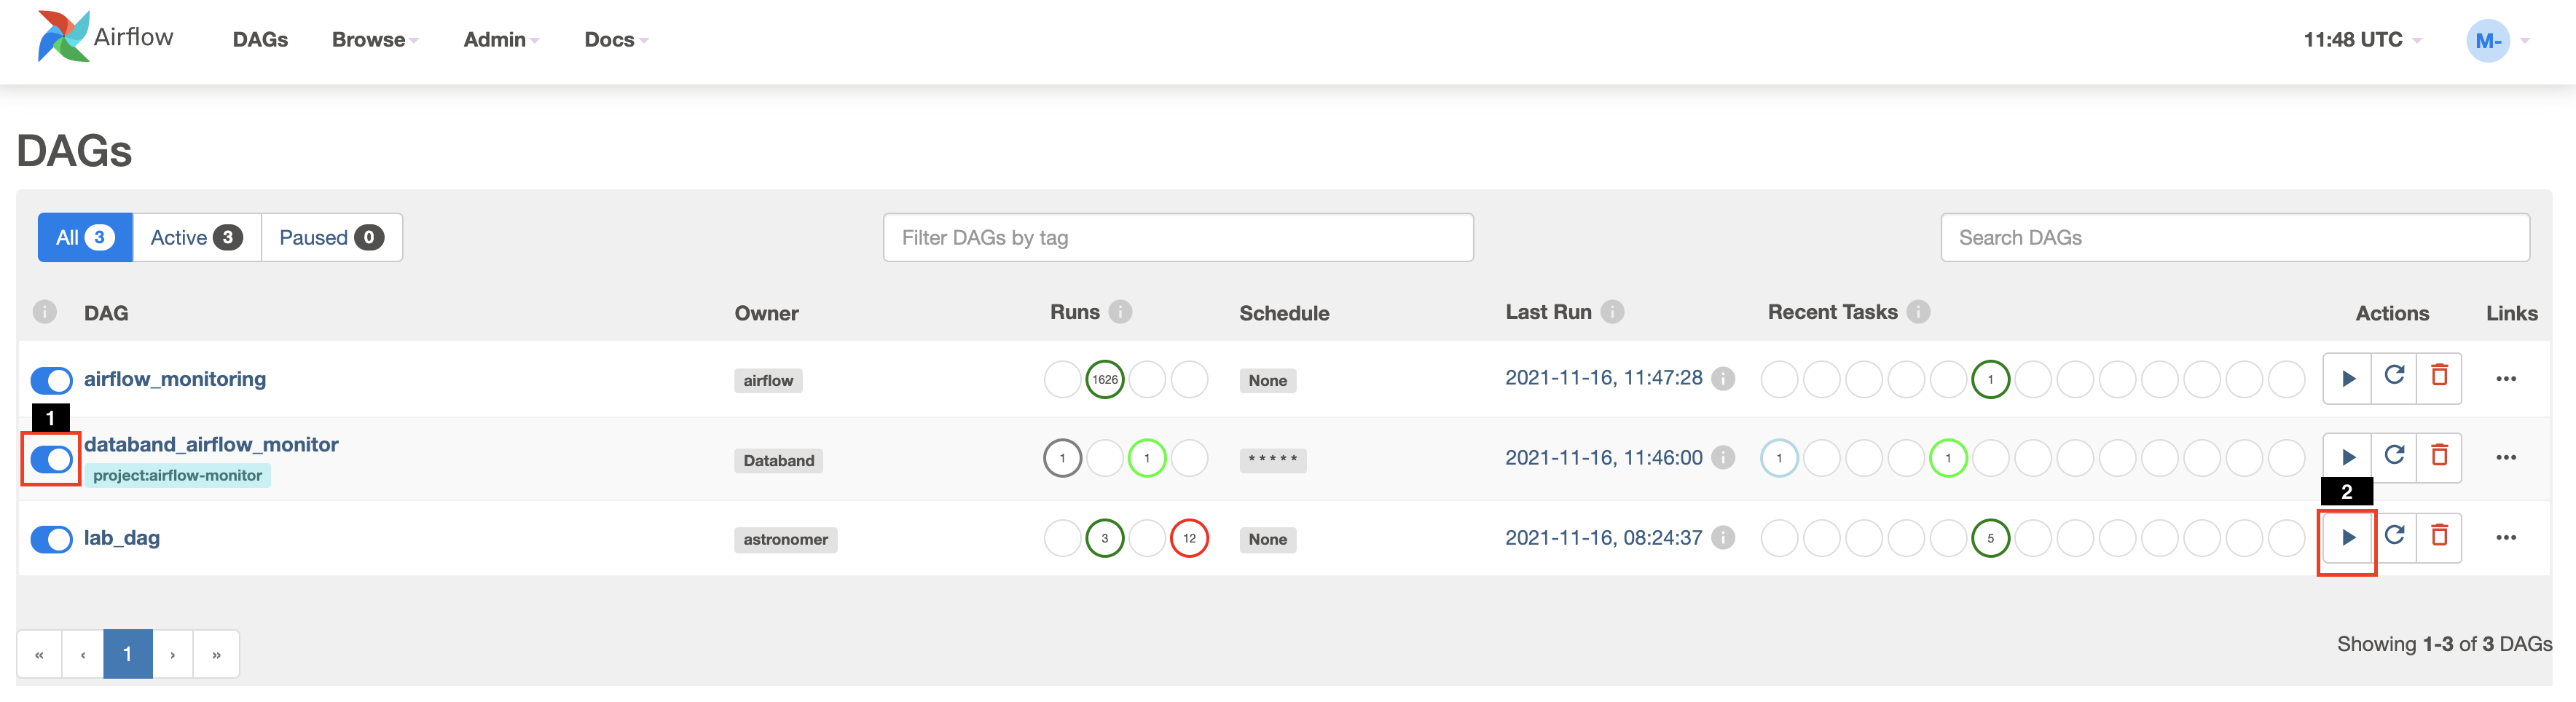 Airflow DAGs Browse Admin Docs 11:48 UTC M-
DAGs
All 3 Active 3 Paused 0 Filter DAGs by tag Search DAGs
i DAG Owner Runs i Schedule Last Run i Recent Tasks i Actions Links
airflow_monitoring airflow 1626 None 2021-11-16, 11:47:28 i 1 •••
1
databand_airflow_monitor Databand 1 1 * * * * * 2021-11-16, 11:46:00 i 1 1 •••
project:airflow-monitor
2
lab_dag astronomer 3 12 None 2021-11-16, 08:24:37 i 5 •••
« ‹ 1 › » Showing 1-3 of 3 DAGs